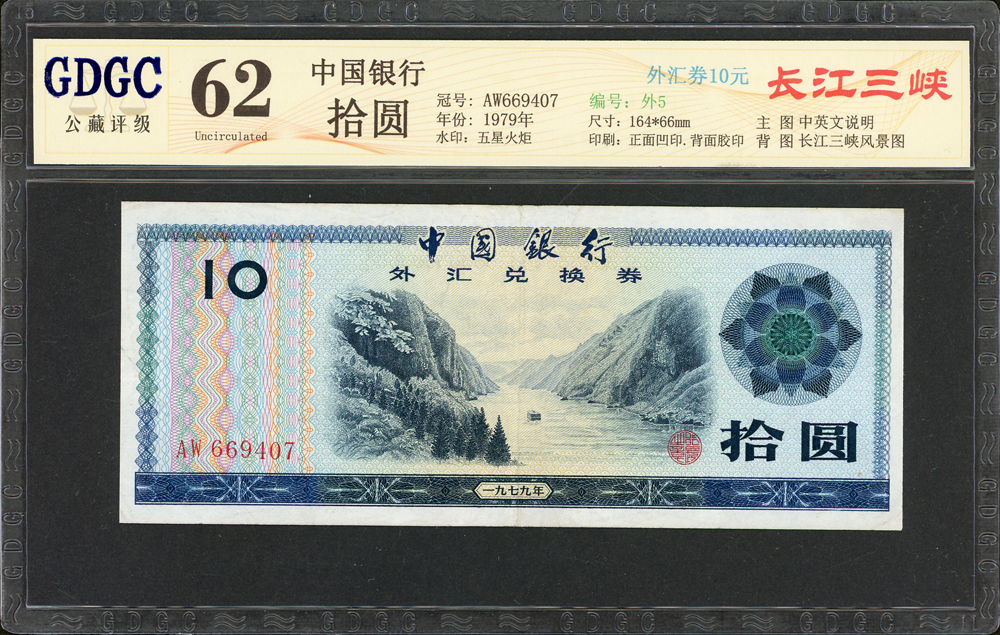 GDGC
公藏评级
62
Uncirculated
中国银行
拾圆
冠号: AW669407
年份: 1979年
水印: 五星火炬
外汇券10元
编号: 外5
尺寸: 164*66mm
印刷: 正面凹印.背面胶印
长江三峡
主 图 中英文说明
背 图 长江三峡风景图
中國銀行
外汇兑换券
10
AW 669407
拾圆
一九七九年